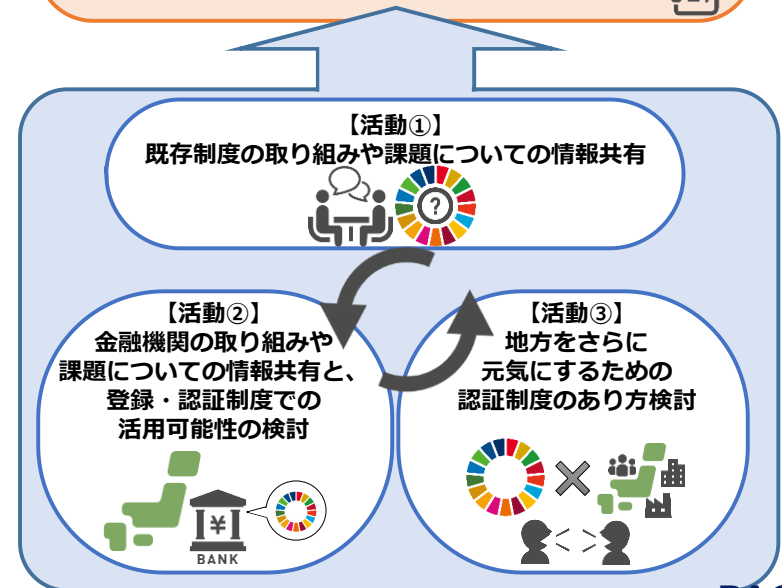 【活動①】
既存制度の取り組みや課題についての情報共有
?
【活動②】
金融機関の取り組みや
課題についての情報共有と、
登録・認証制度での
活用可能性の検討
¥
BANK
【活動③】
地方をさらに
元気にするための
認証制度のあり方検討